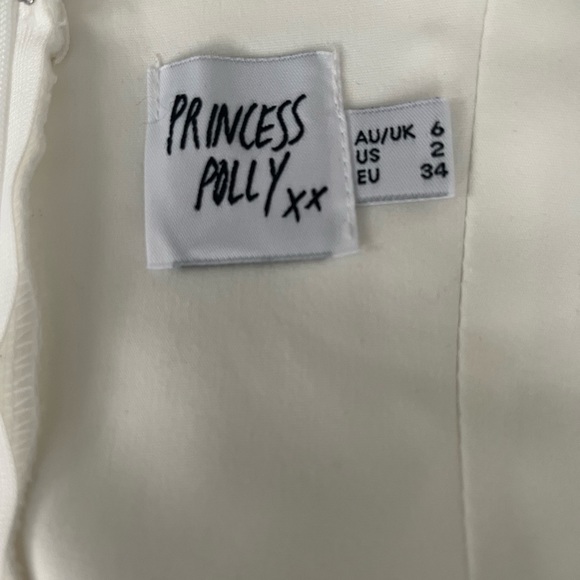 PRINCESS
POLLY xx
AU/UK 6
US 2
EU 34